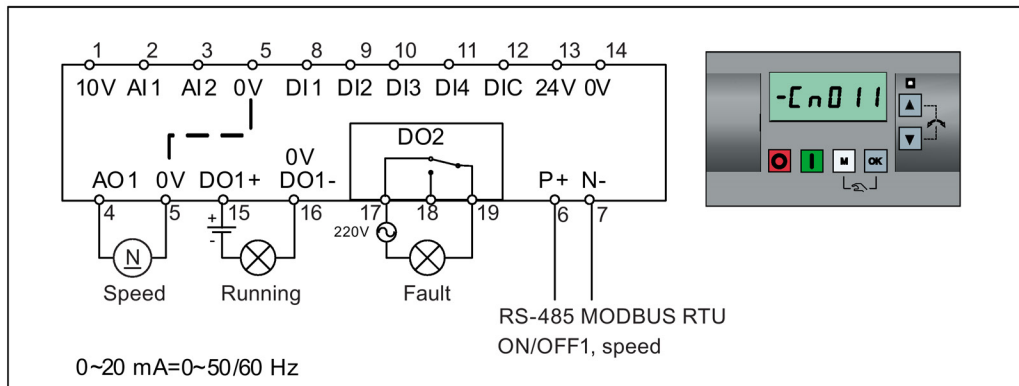 1 2 3 5 8 9 10 11 12 13 14
10V AI1 AI2 0V DI1 DI2 DI3 DI4 DIC 24V 0V
-Cn011
DO2
0V
AO1 0V DO1+ DO1- P+ N-
M OK
4 5 15 16 17 18 19 6 7
+
-
220V
N
Speed Running Fault
RS-485 MODBUS RTU
ON/OFF1, speed
0~20 mA=0~50/60 Hz